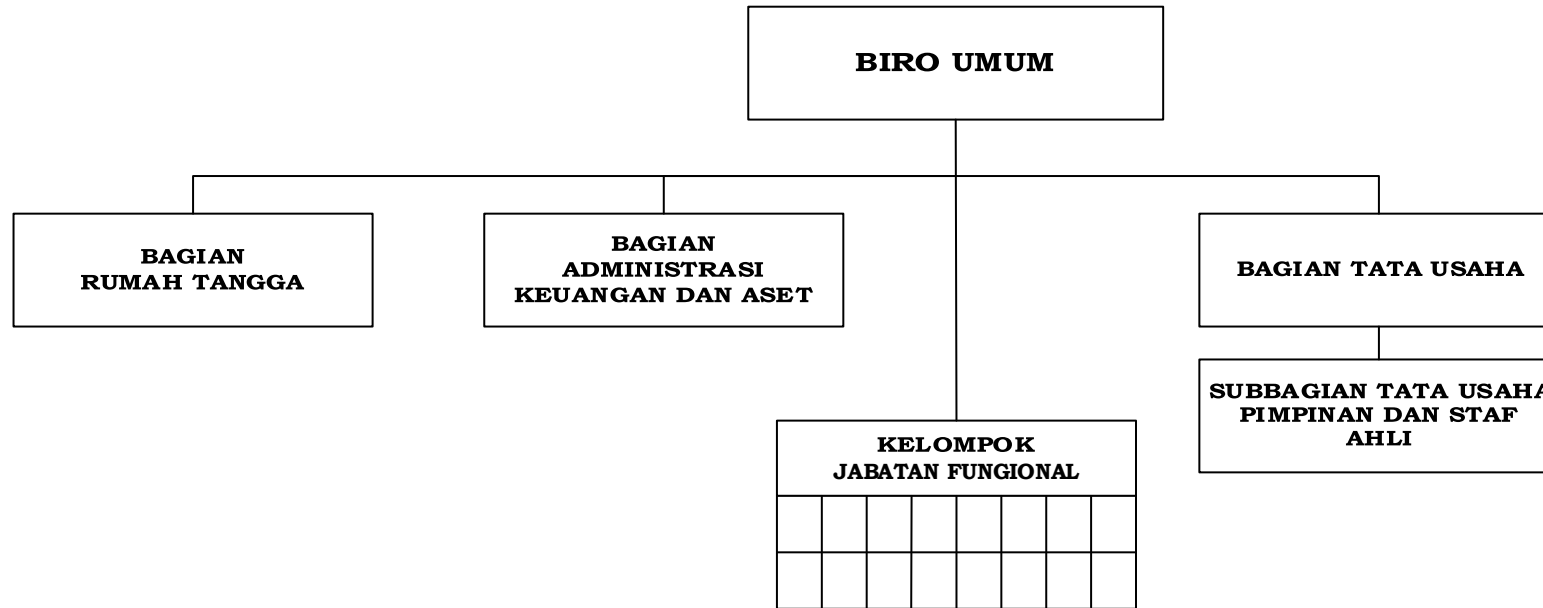 BIRO UMUM
BAGIAN
RUMAH TANGGA
BAGIAN
ADMINISTRASI
KEUANGAN DAN ASET
BAGIAN TATA USAHA
SUBBAGIAN TATA USAHA
PIMPINAN DAN STAF
AHLI
KELOMPOK
JABATAN FUNGIONAL